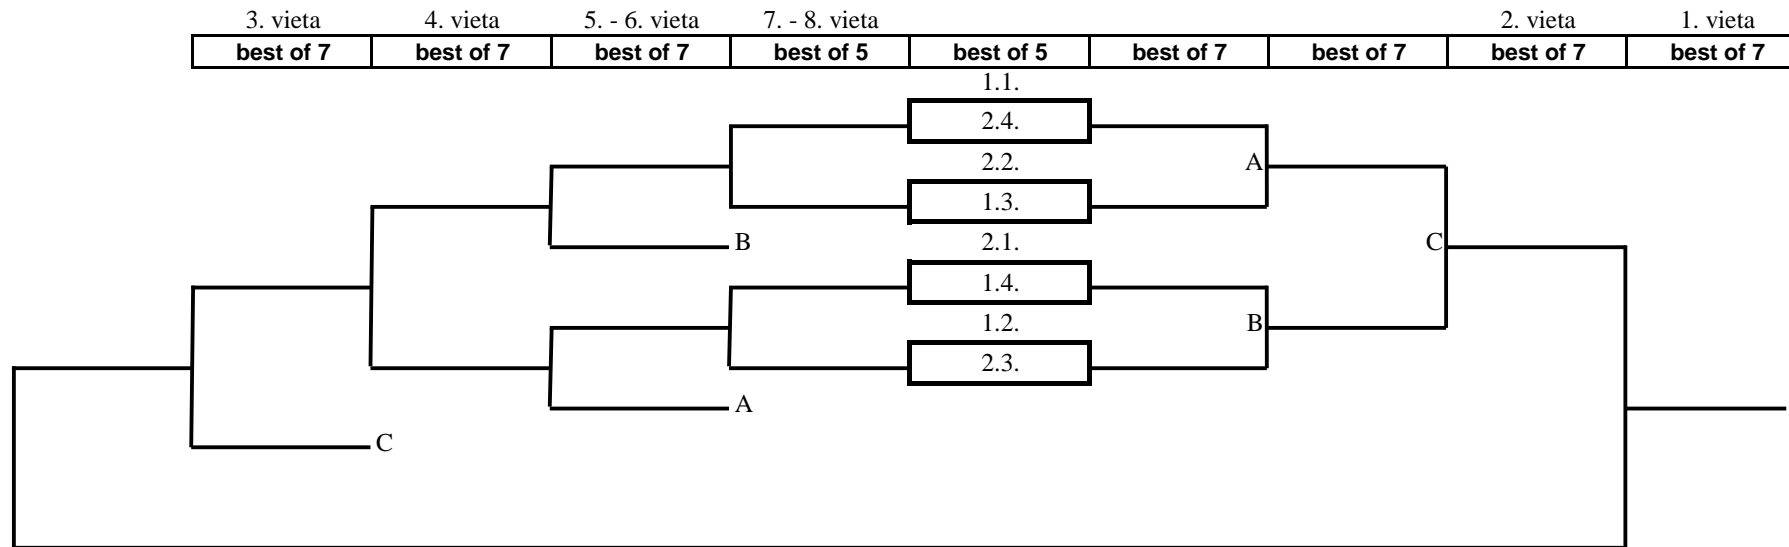 3. vieta 4. vieta 5. - 6. vieta 7. - 8. vieta 2. vieta 1. vieta
best of 7 best of 7 best of 7 best of 5 best of 5 best of 7 best of 7 best of 7 best of 7
1.1.
2.4.
2.2. A
1.3.
B 2.1. C
1.4.
1.2. B
2.3.
A
C